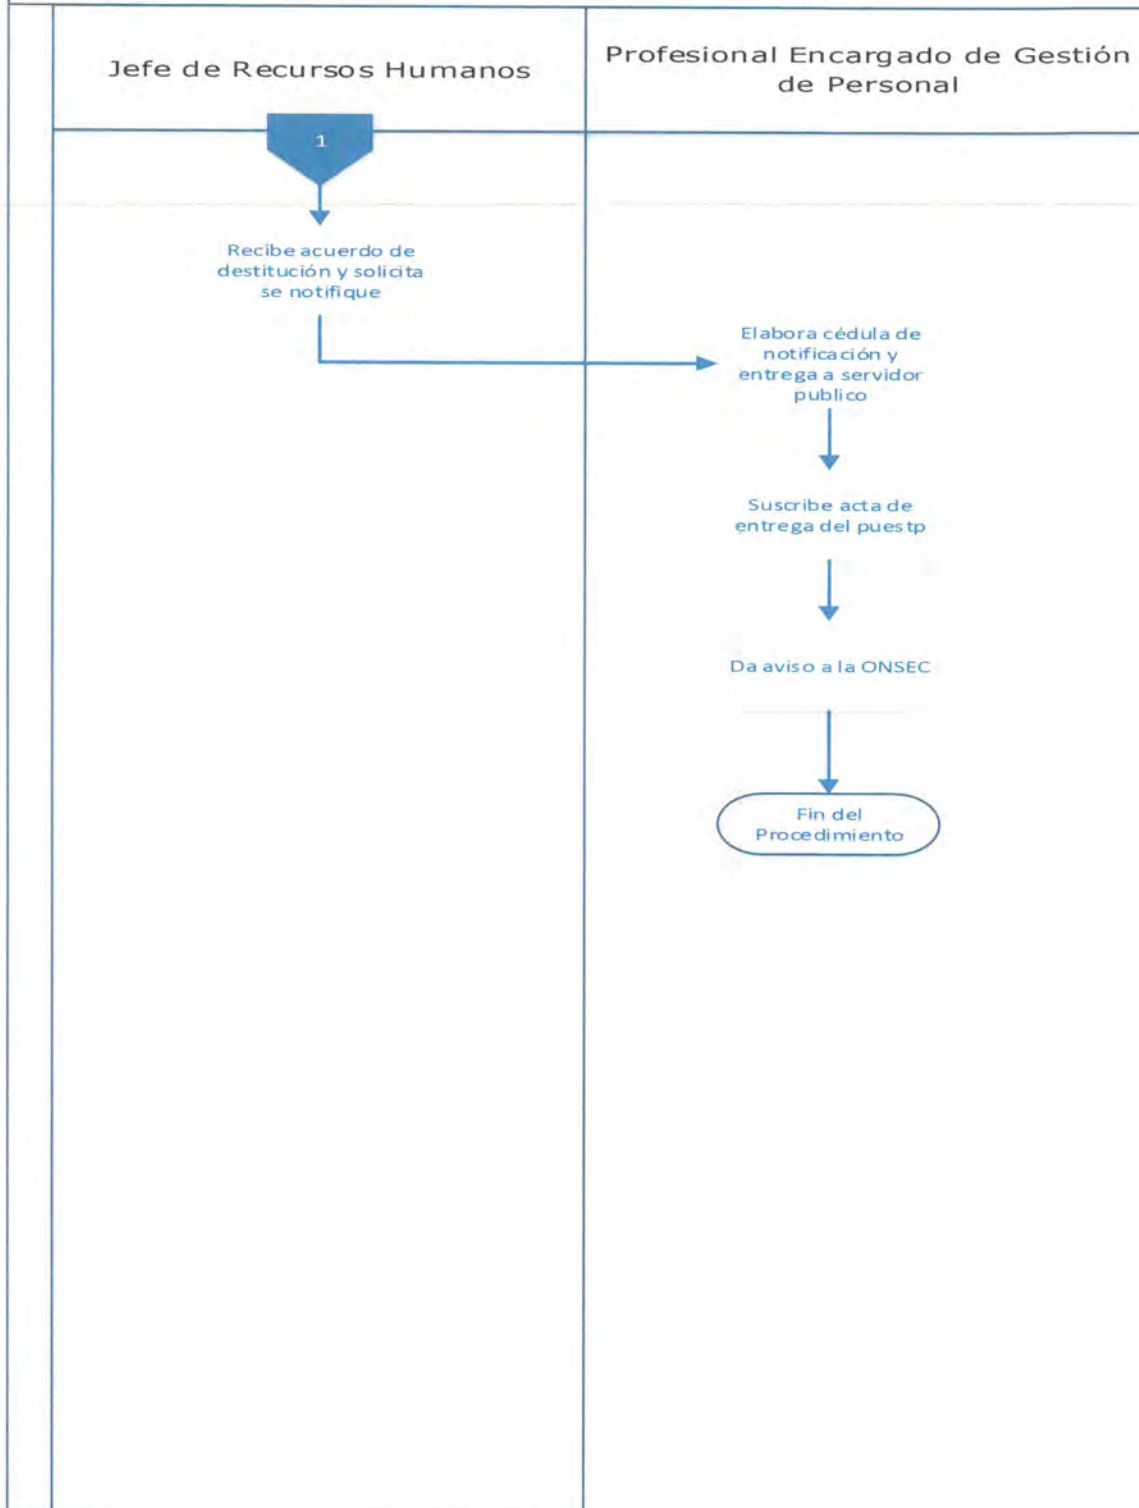 Jefe de Recursos Humanos
Profesional Encargado de Gestión
de Personal
1
Recibe acuerdo de
destitución y solicita
se notifique
Elabora cédula de
notificación y
entrega a servidor
publico
Suscribe acta de
entrega del puestp
Da aviso a la ONSEC
Fin del
Procedimiento